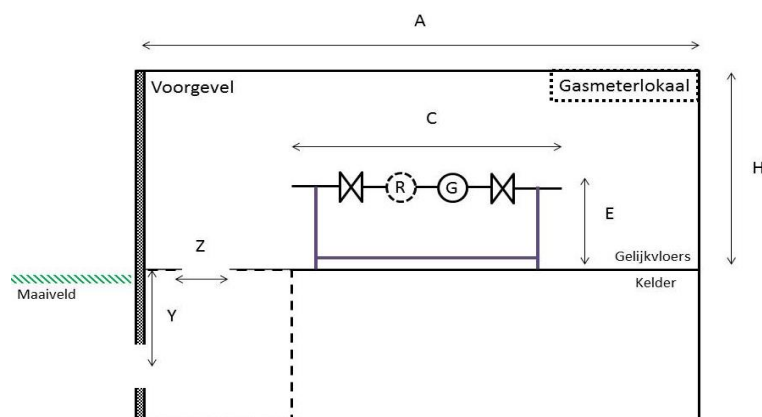 A
Voorgevel
Gasmeterlokaal
C
H
R
G
E
Z
Gelijkvloers
Maaiveld
Kelder
Y